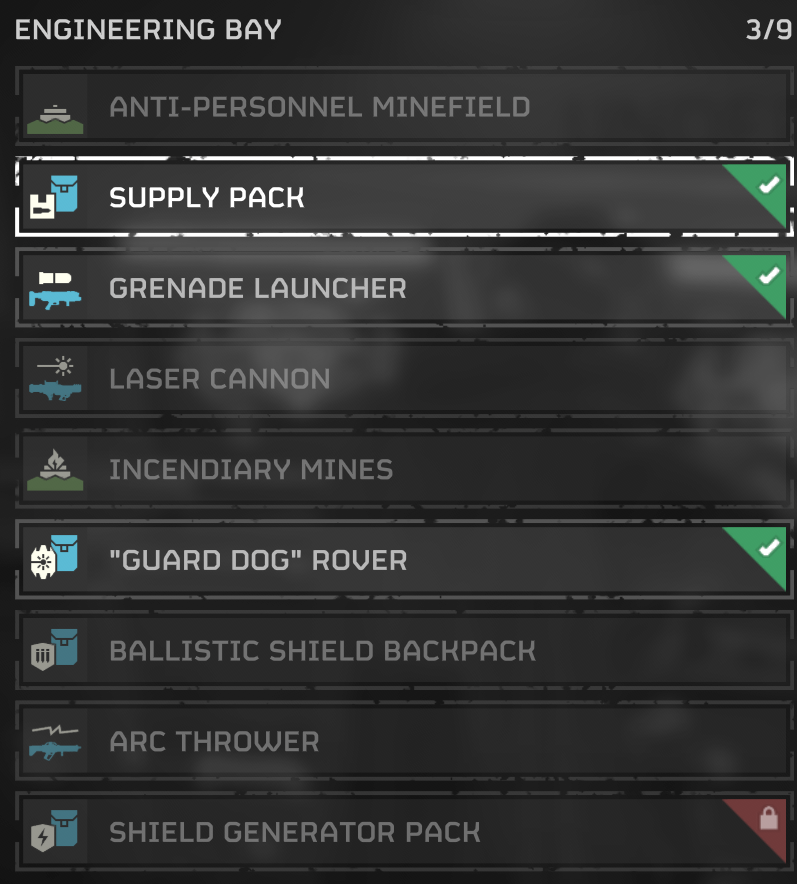 ENGINEERING BAY 3/9
ANTI-PERSONNEL MINEFIELD
SUPPLY PACK
GRENADE LAUNCHER
LASER CANNON
INCENDIARY MINES
"GUARD DOG" ROVER
BALLISTIC SHIELD BACKPACK
ARC THROWER
SHIELD GENERATOR PACK